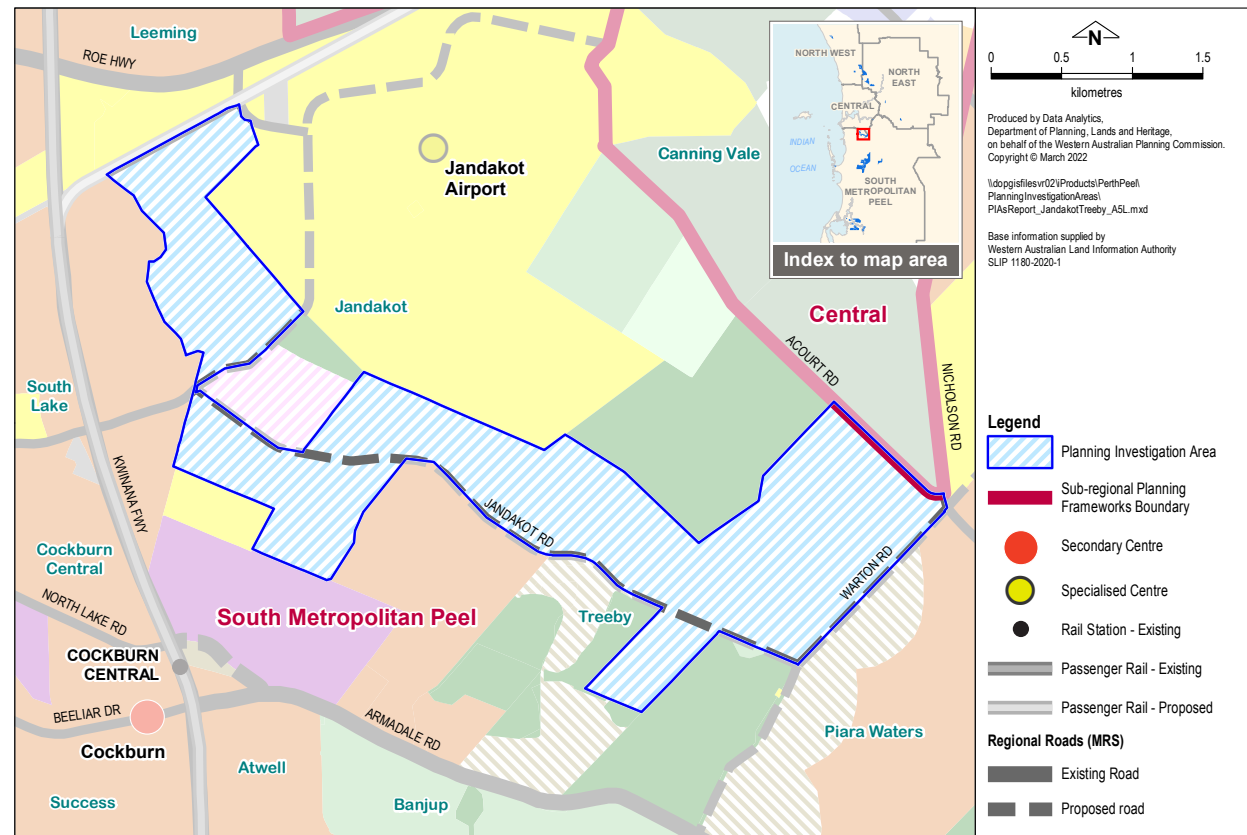 Leeming
ROE HWY
Jandakot
Airport
Canning Vale
NORTH WEST
NORTH
EAST
CENTRAL
INDIAN
OCEAN
SOUTH
METROPOLITAN
PEEL
Index to map area
Jandakot
Central
ACOURT RD
NICHOLSON RD
South
Lake
KWINANA FWY
JANDAKOT RD
WARTON RD
Cockburn
Central
NORTH LAKE RD
South Metropolitan Peel
Treeby
COCKBURN
CENTRAL
BEELIAR DR
Cockburn
ARMADALE RD
Piara Waters
Atwell
Success
Banjup
N
0 0.5 1 1.5
kilometres
Produced by Data Analytics,
Department of Planning, Lands and Heritage,
on behalf of the Western Australian Planning Commission.
Copyright © March 2022
\\dopgisfilesvr02\iProducts\PerthPeel\
PlanningInvestigationAreas\
PIAsReport_JandakotTreeby_A5L.mxd
Base information supplied by
Western Australian Land Information Authority
SLIP 1180-2020-1
Legend
Planning Investigation Area
Sub-regional Planning
Frameworks Boundary
Secondary Centre
Specialised Centre
Rail Station - Existing
Passenger Rail - Existing
Passenger Rail - Proposed
Regional Roads (MRS)
Existing Road
Proposed road